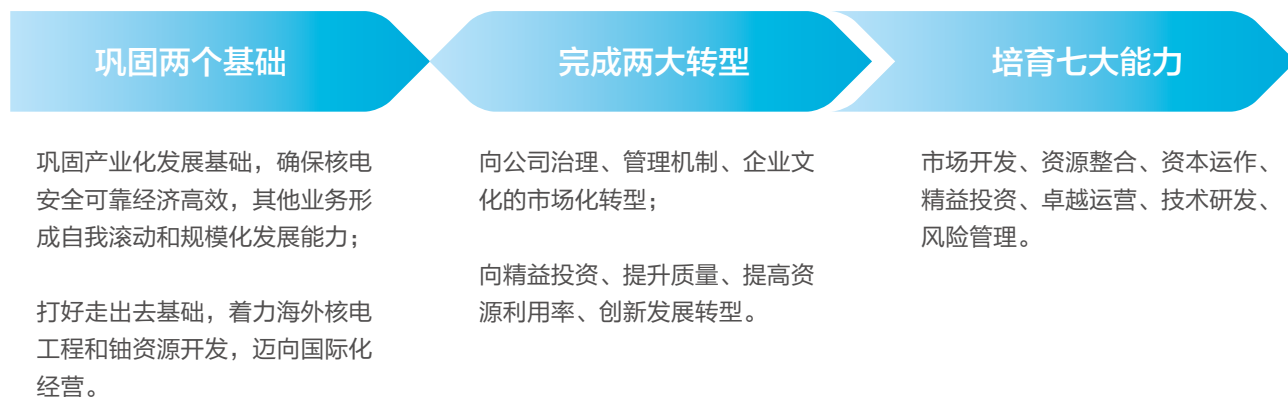 巩固两个基础
巩固产业化发展基础，确保核电
安全可靠经济高效，其他业务形
成自我滚动和规模化发展能力；
打好走出去基础，着力海外核电
工程和铀资源开发，迈向国际化
经营。
完成两大转型
向公司治理、管理机制、企业文
化的市场化转型；
向精益投资、提升质量、提高资
源利用率、创新发展转型。
培育七大能力
市场开发、资源整合、资本运作、
精益投资、卓越运营、技术研发、
风险管理。